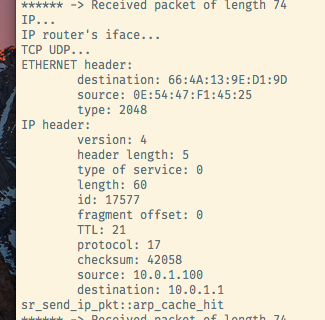 ****** -> Received packet of length 74
IP...
IP router's iface...
TCP UDP...
ETHERNET header:
destination: 66:4A:13:9E:D1:9D
source: 0E:54:47:F1:45:25
type: 2048
IP header:
version: 4
header length: 5
type of service: 0
length: 60
id: 17577
fragment offset: 0
TTL: 21
protocol: 17
checksum: 42058
source: 10.0.1.100
destination: 10.0.1.1
sr_send_ip_pkt::arp_cache_hit
****** -> Received packet of length 74